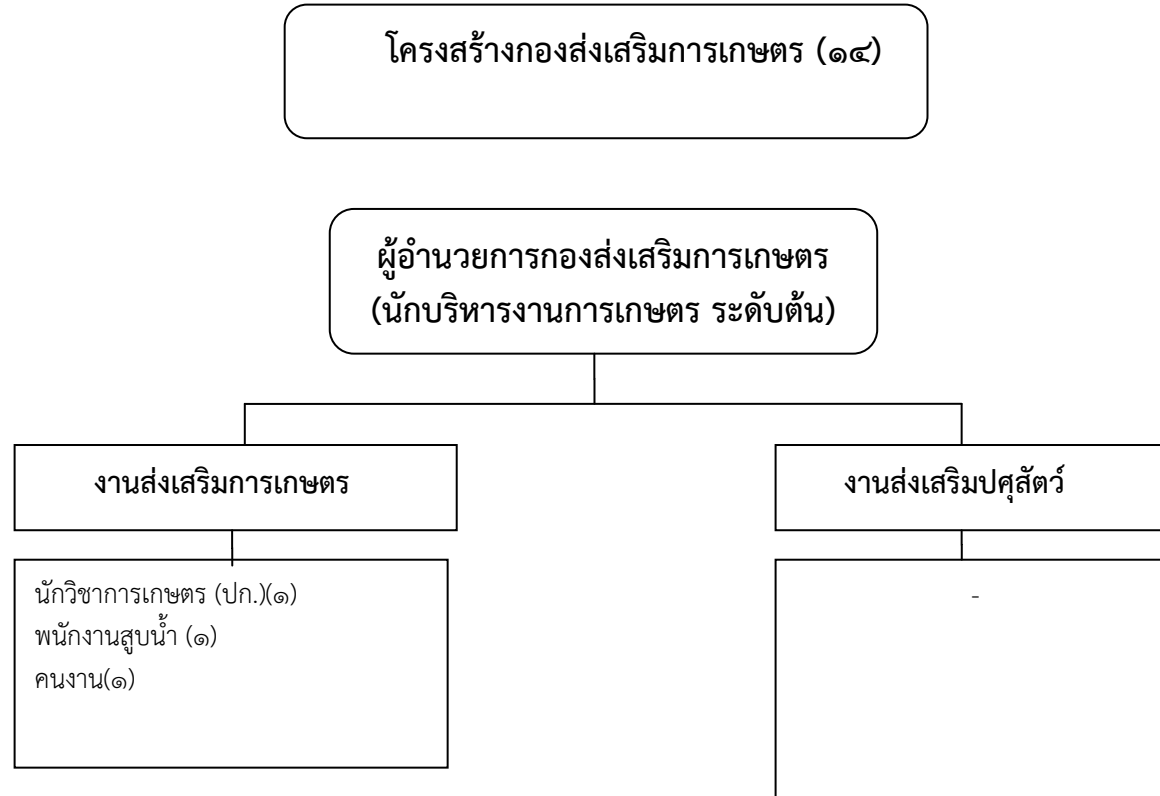 โครงสร้างกองส่งเสริมการเกษตร (๑๔)
ผู้อำนวยการกองส่งเสริมการเกษตร
(นักบริหารงานการเกษตร ระดับต้น)
งานส่งเสริมการเกษตร
นักวิชาการเกษตร (ปก.)(๑)
พนักงานสูบน้ำ (๑)
คนงาน(๑)
งานส่งเสริมปศุสัตว์
-